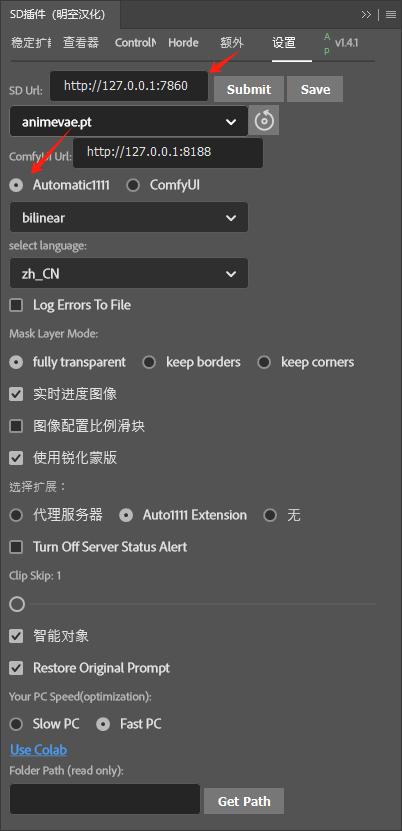 SD插件（明空汉化）
稳定扩散 查看器 ControlN Horde 额外 设置 Ap v1.4.1
SD Url: http://127.0.0.1:7860 Submit Save
animevae.pt
ComfyUI Url: http://127.0.0.1:8188
Automatic1111 ComfyUI
bilinear
select language:
zh_CN
Log Errors To File
Mask Layer Mode:
fully transparent keep borders keep corners
实时进度图像
图像配置比例滑块
使用锐化蒙版
选择扩展：
代理服务器 Auto1111 Extension 无
Turn Off Server Status Alert
Clip Skip: 1
智能对象
Restore Original Prompt
Your PC Speed(optimization):
Slow PC Fast PC
Use Colab
Folder Path (read only):
Get Path